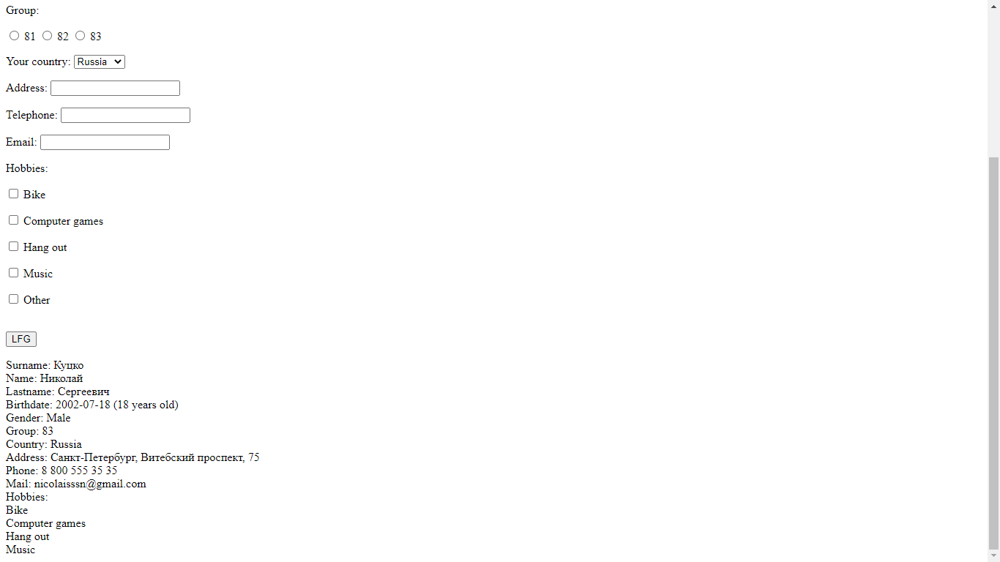 Group:
81 82 83
Your country: Russia
Address:
Telephone:
Email:
Hobbies:
Bike
Computer games
Hang out
Music
Other
LFG
Surname: Куцко
Name: Николай
Lastname: Сергеевич
Birthdate: 2002-07-18 (18 years old)
Gender: Male
Group: 83
Country: Russia
Address: Санкт-Петербург, Витебский проспект, 75
Phone: 8 800 555 35 35
Mail: nicolaisssn@gmail.com
Hobbies:
Bike
Computer games
Hang out
Music